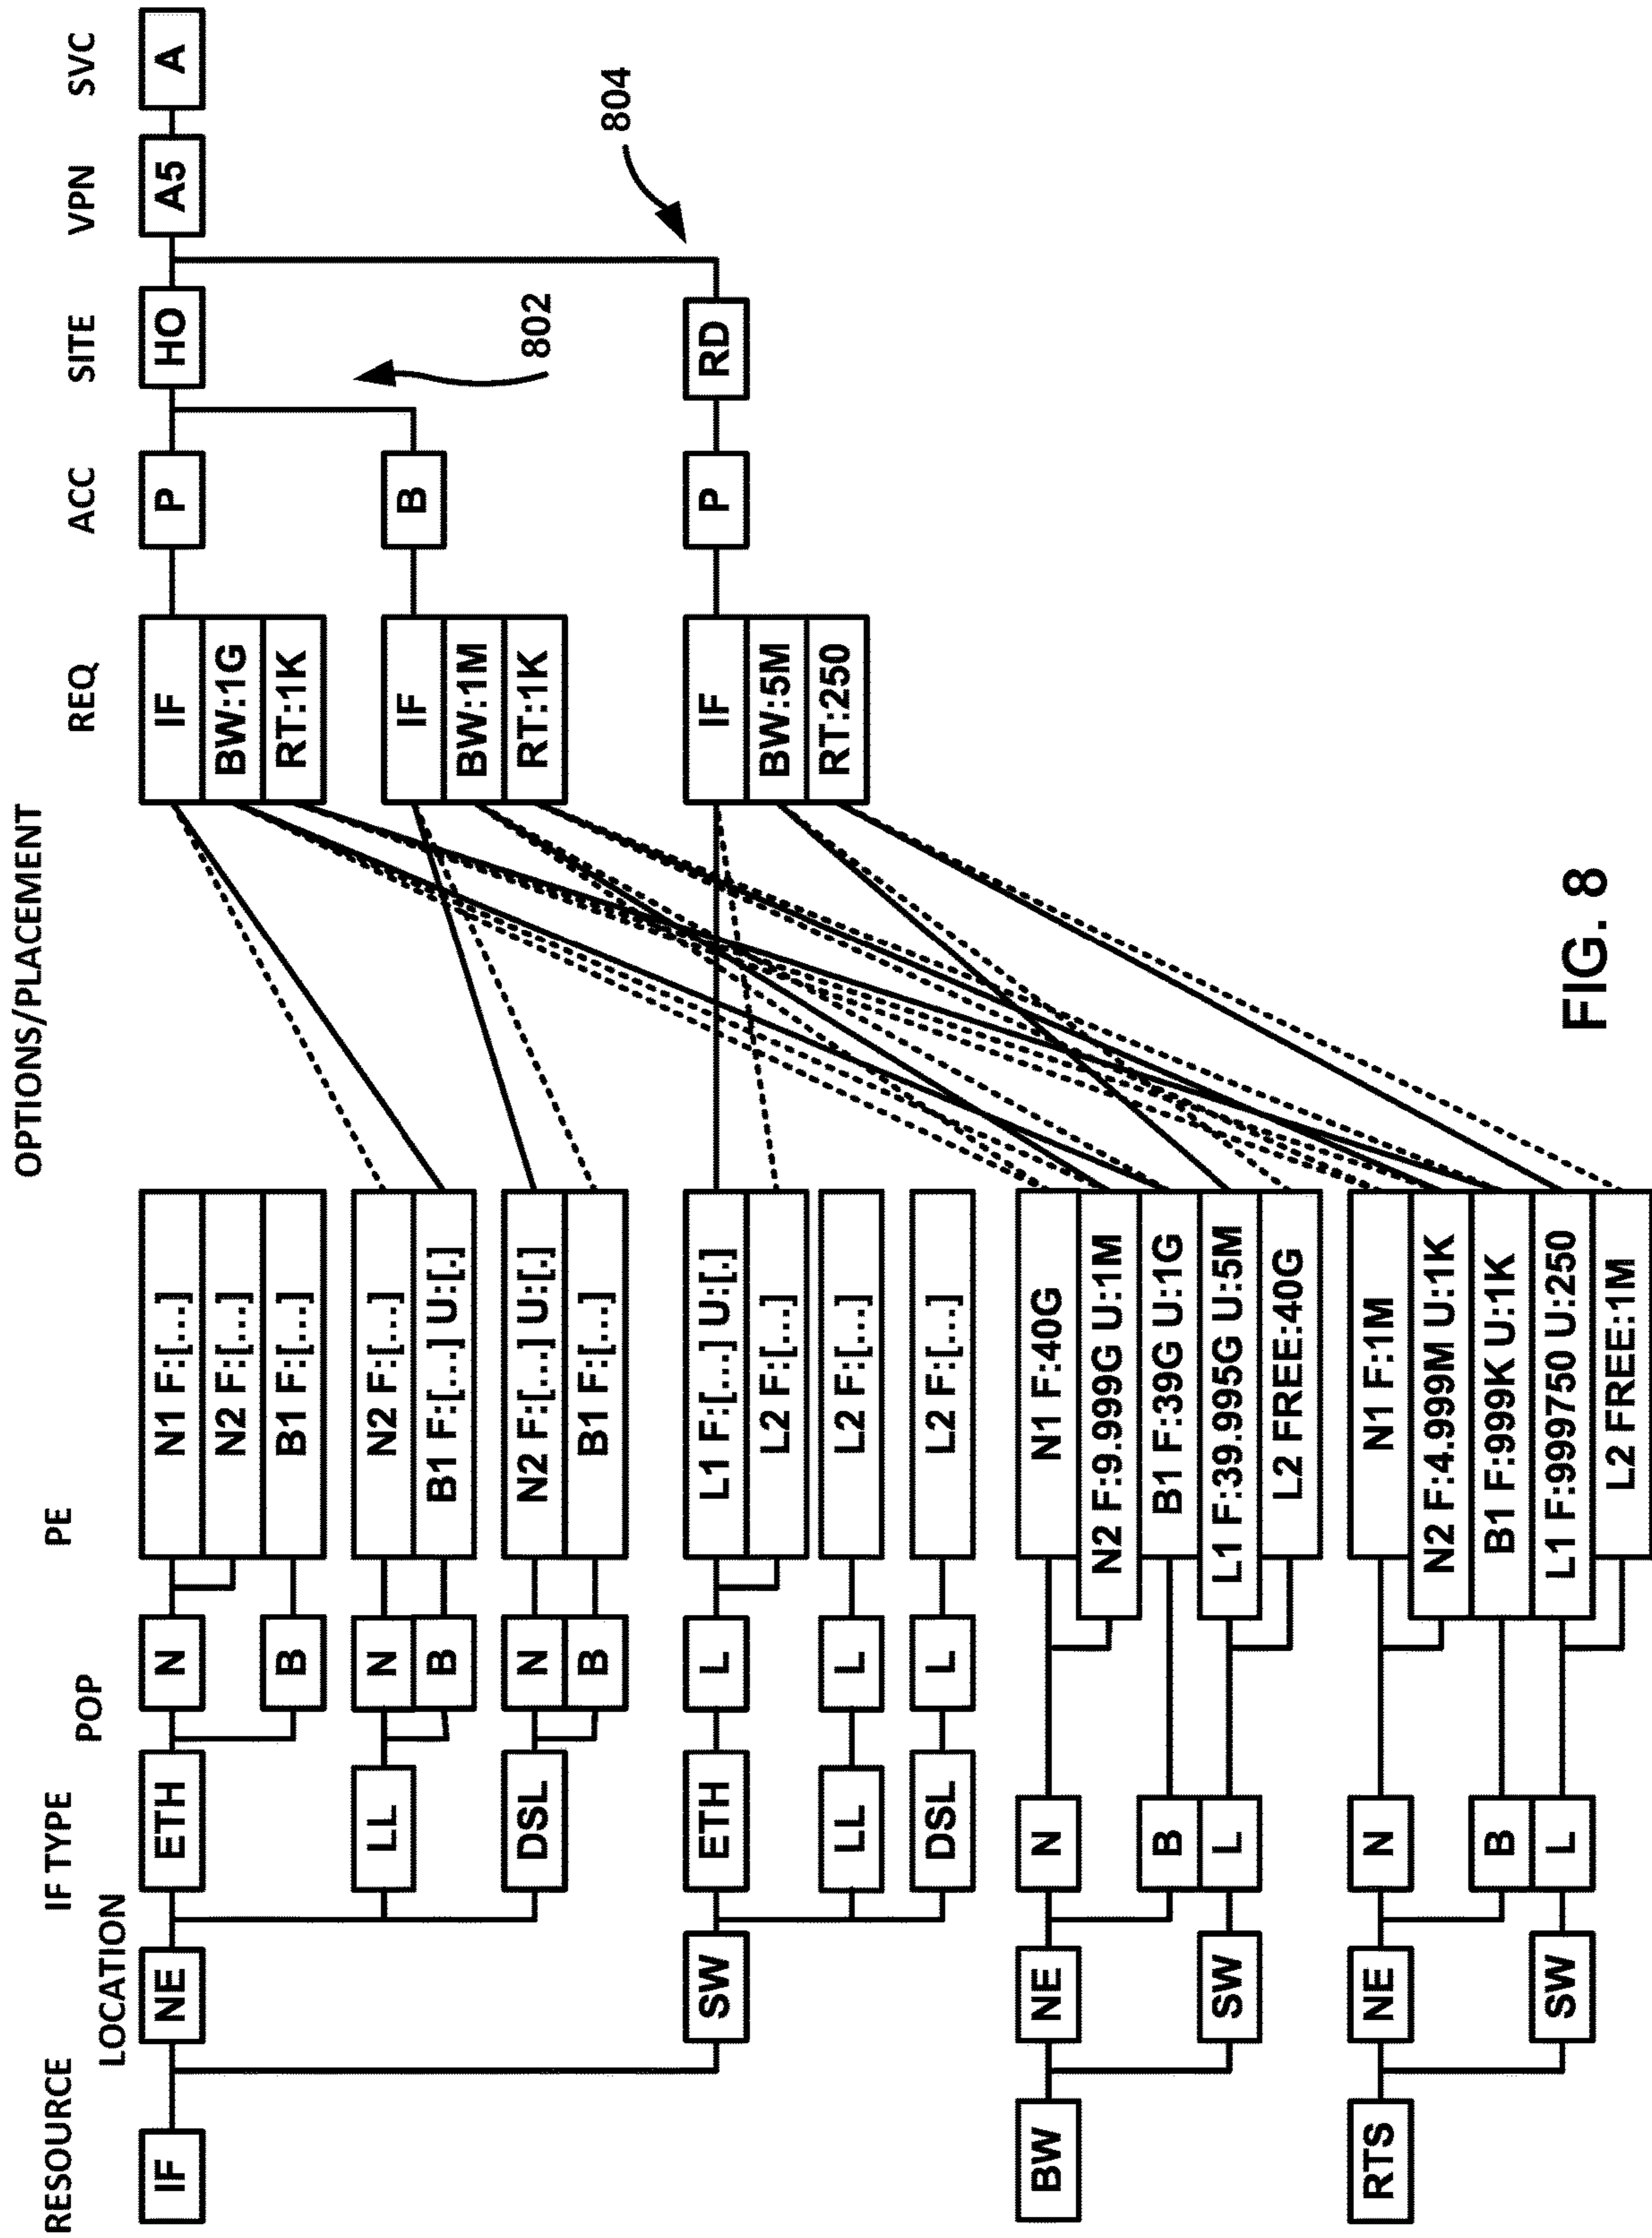 OPTIONS/PLACEMENT
RESOURCE IF TYPE POP PE REQ ACC SITE VPN SVC
LOCATION
IF NE ETH N N1 F:[...] IF P HO A5 A
N2 F:[...] BW:1G
B B1 F:[...] RT:1K
LL N N2 F:[...] IF B
B B1 F:[...] U:[.] BW:1M
DSL N N2 F:[...] U:[.] RT:1K 802
B B1 F:[...] 804
SW ETH L L1 F:[...] U:[.] IF P RD
L2 F:[...] BW:5M
LL L L2 F:[...] RT:250
DSL L L2 F:[...]
BW NE N N1 F:40G
N2 F:9.999G U:1M
B B1 F:39G U:1G
SW L L1 F:39.995G U:5M
L2 FREE:40G
RTS NE N N1 F:1M
N2 F:4.999M U:1K
B B1 F:999K U:1K
SW L L1 F:999750 U:250
L2 FREE:1M
FIG. 8